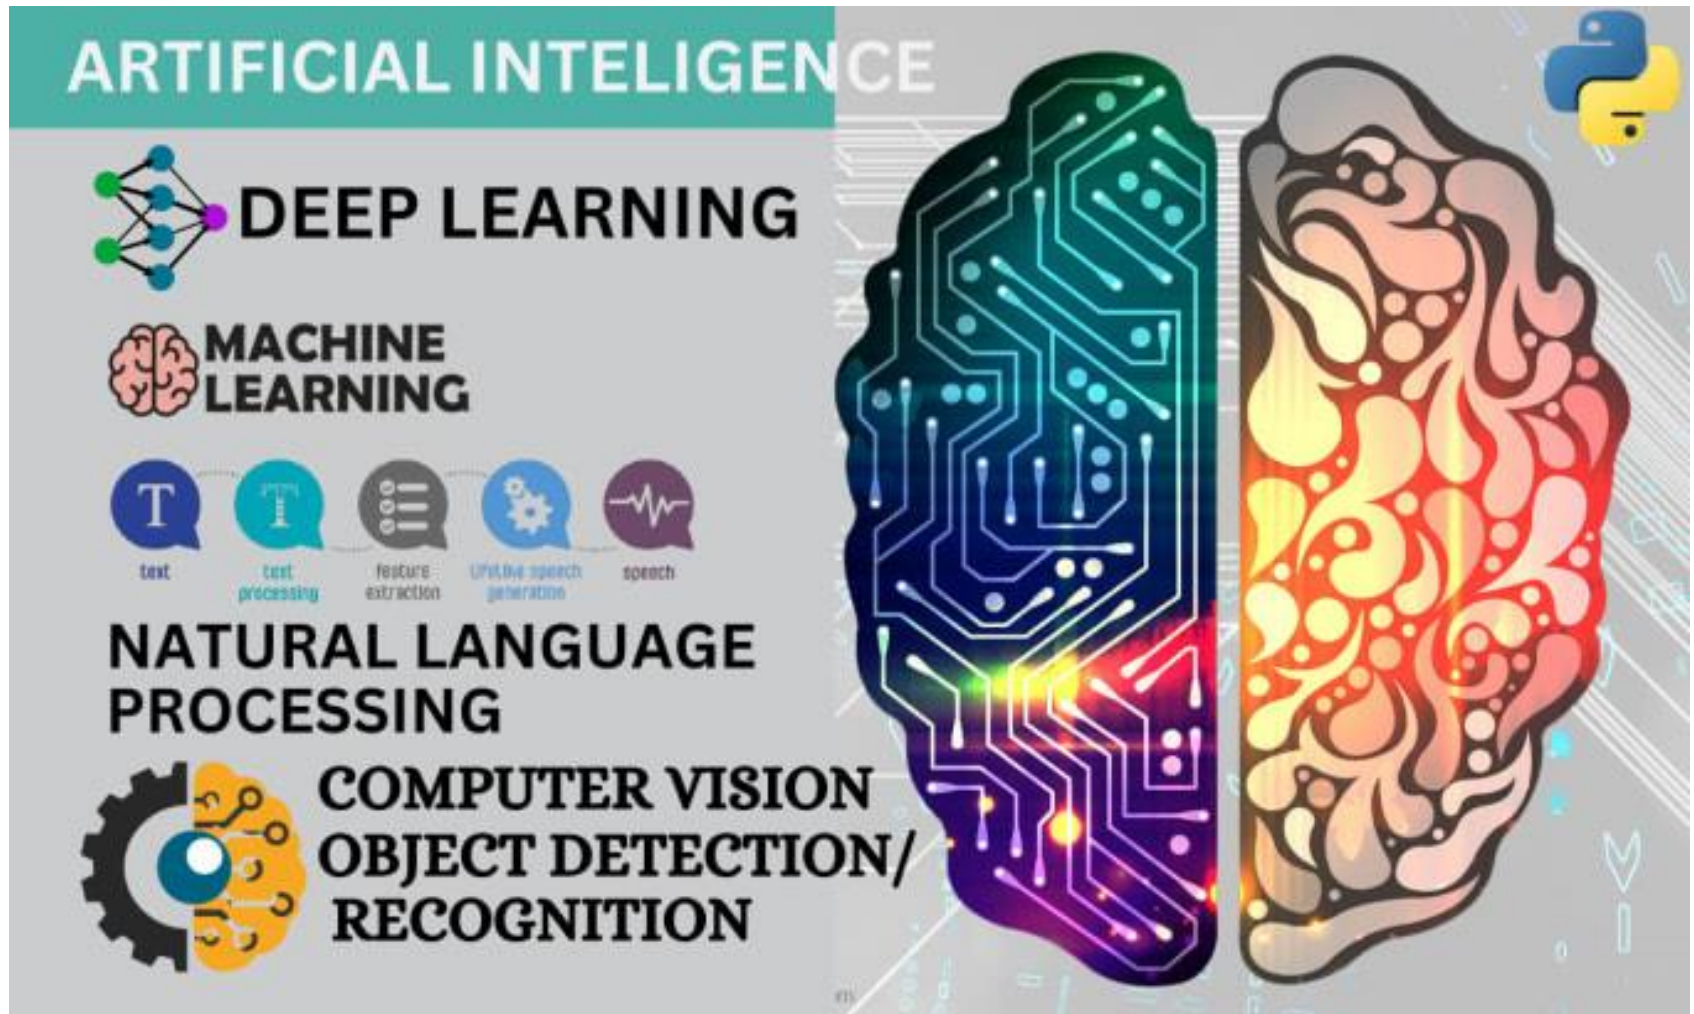 ARTIFICIAL INTELIGENCE
DEEP LEARNING
MACHINE
LEARNING
T
T
text
text
processing
feature
extraction
Lifelike speech
generation
speech
NATURAL LANGUAGE
PROCESSING
COMPUTER VISION
OBJECT DETECTION/
RECOGNITION